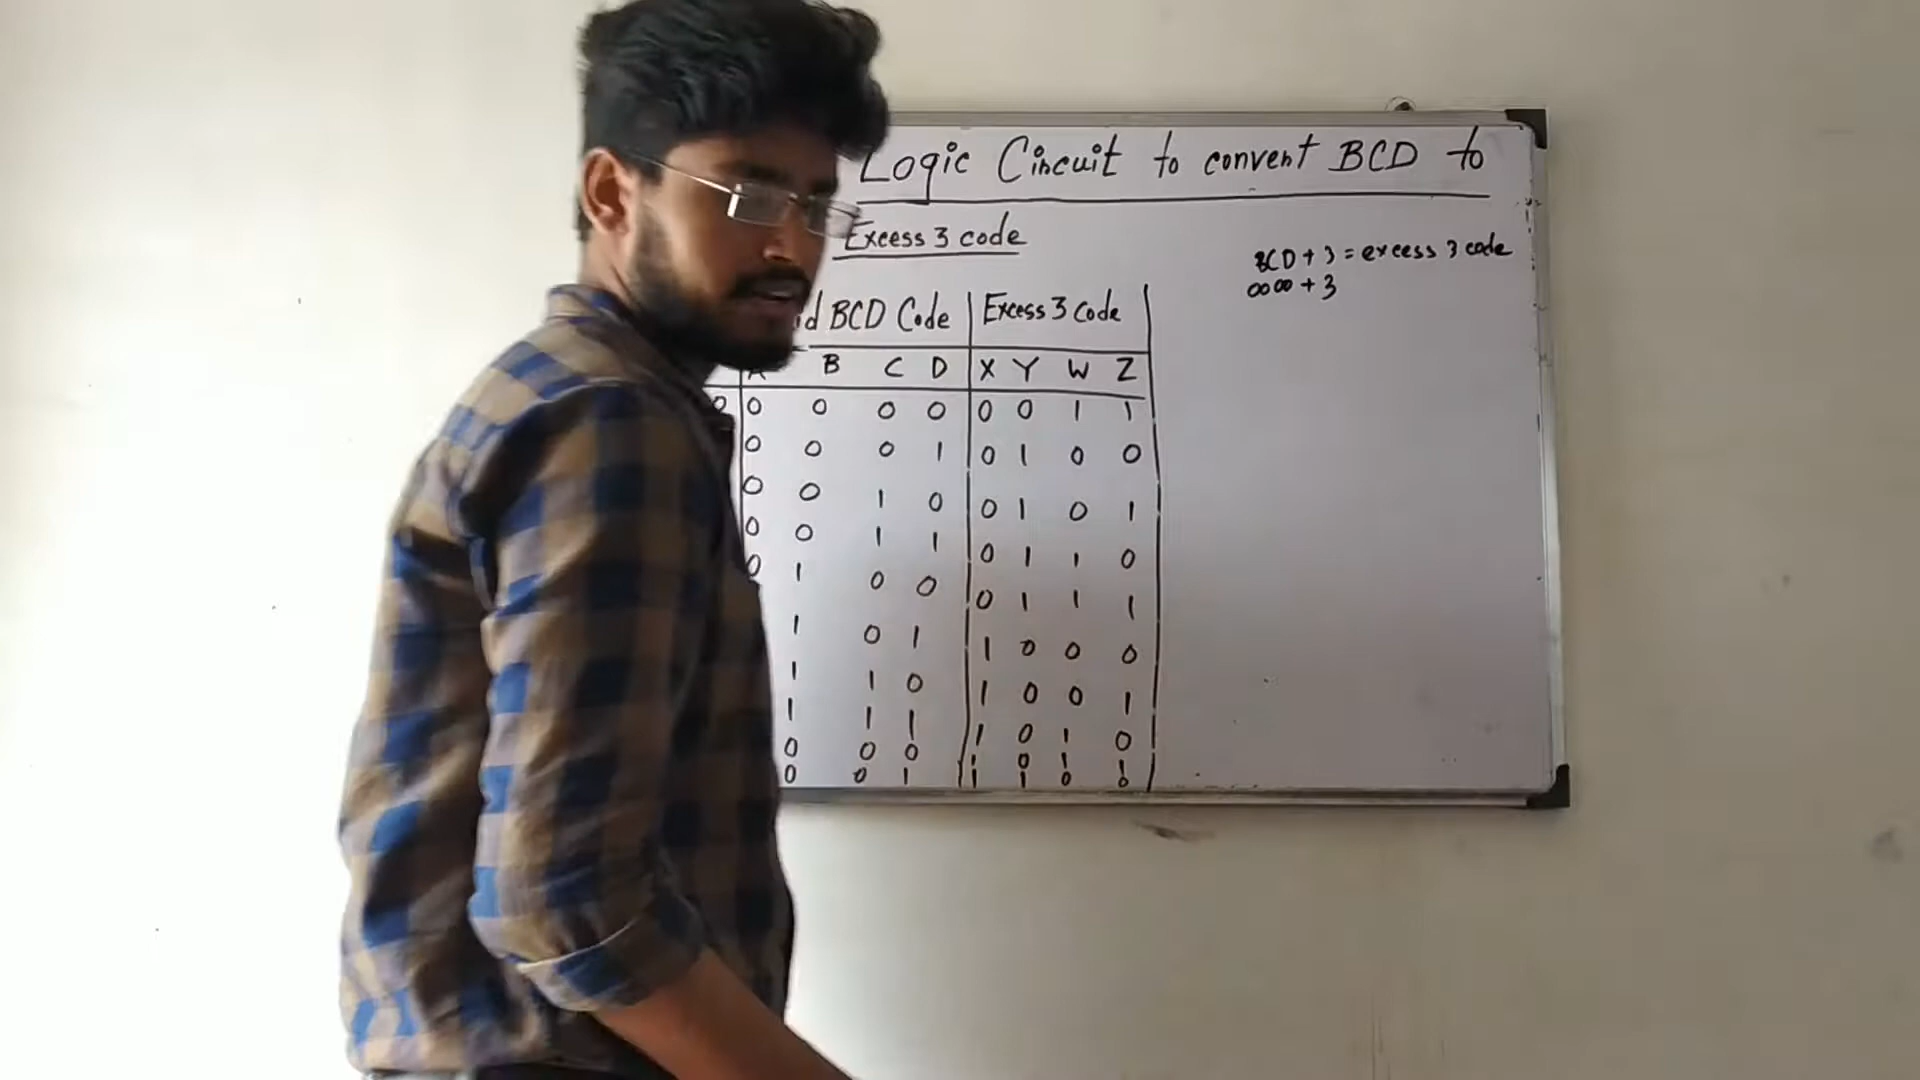 Logic Circuit to convert BCD to
Excess 3 code
BCD + 3 = excess 3 code
0000 + 3
BCD Code Excess 3 Code
B C D X Y W Z
0 0 0 0 0 0 0 1 1
0 0 0 1 0 1 0 0
0 0 1 0 0 1 0 1
0 0 1 1 0 1 1 0
0 1 0 0 0 1 1 1
1 0 1 1 0 0 0
1 1 0 1 0 0 1
1 1 1 1 0 1 0
0 0 0 1 0 1 1
0 0 1 1 1 0 0